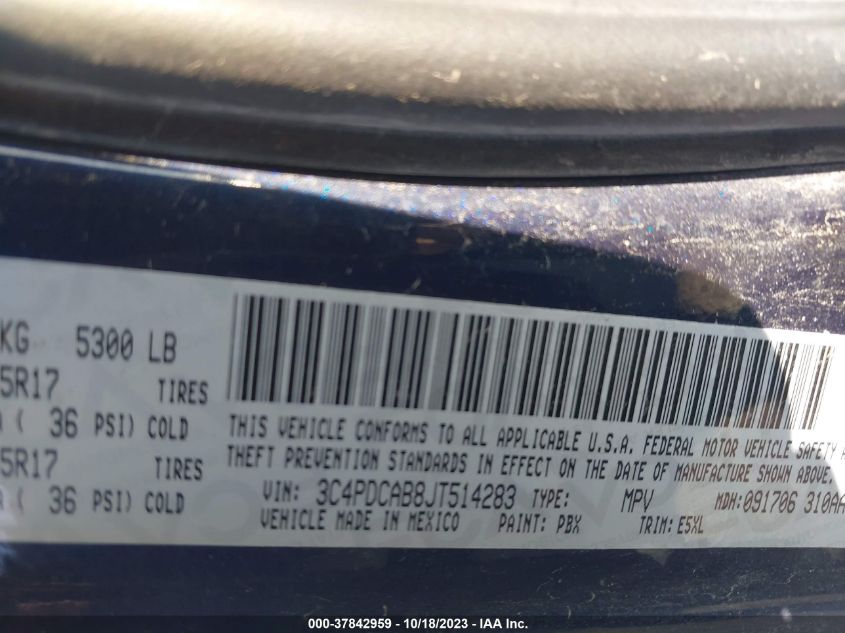 KG 5300 LB
5R17 TIRES
( 36 PSI) COLD
5R17 TIRES
( 36 PSI) COLD
THIS VEHICLE CONFORMS TO ALL APPLICABLE U.S.A. FEDERAL MOTOR VEHICLE SAFETY
THEFT PREVENTION STANDARDS IN EFFECT ON THE DATE OF MANUFACTURE SHOWN ABOVE.
VIN: 3C4PDCAB8JT514283 TYPE: MPV MDH:091706 310AA
VEHICLE MADE IN MEXICO PAINT: PBX TRIM: E5XL
000-37842959 - 10/18/2023 - IAA Inc.